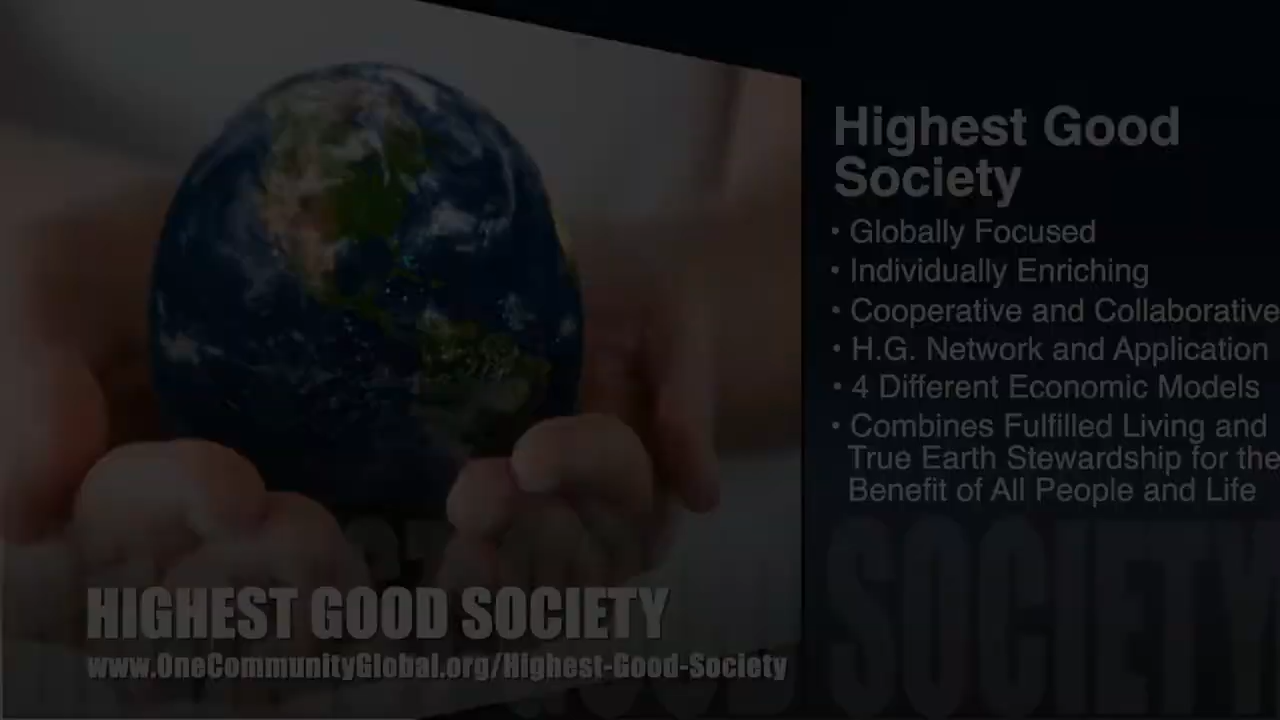 Highest Good
Society
• Globally Focused
• Individually Enriching
• Cooperative and Collaborative
• H.G. Network and Application
• 4 Different Economic Models
• Combines Fulfilled Living and
True Earth Stewardship for the
Benefit of All People and Life
HIGHEST GOOD SOCIETY
www.OneCommunityGlobal.org/Highest-Good-Society
GOOD SOCIETY